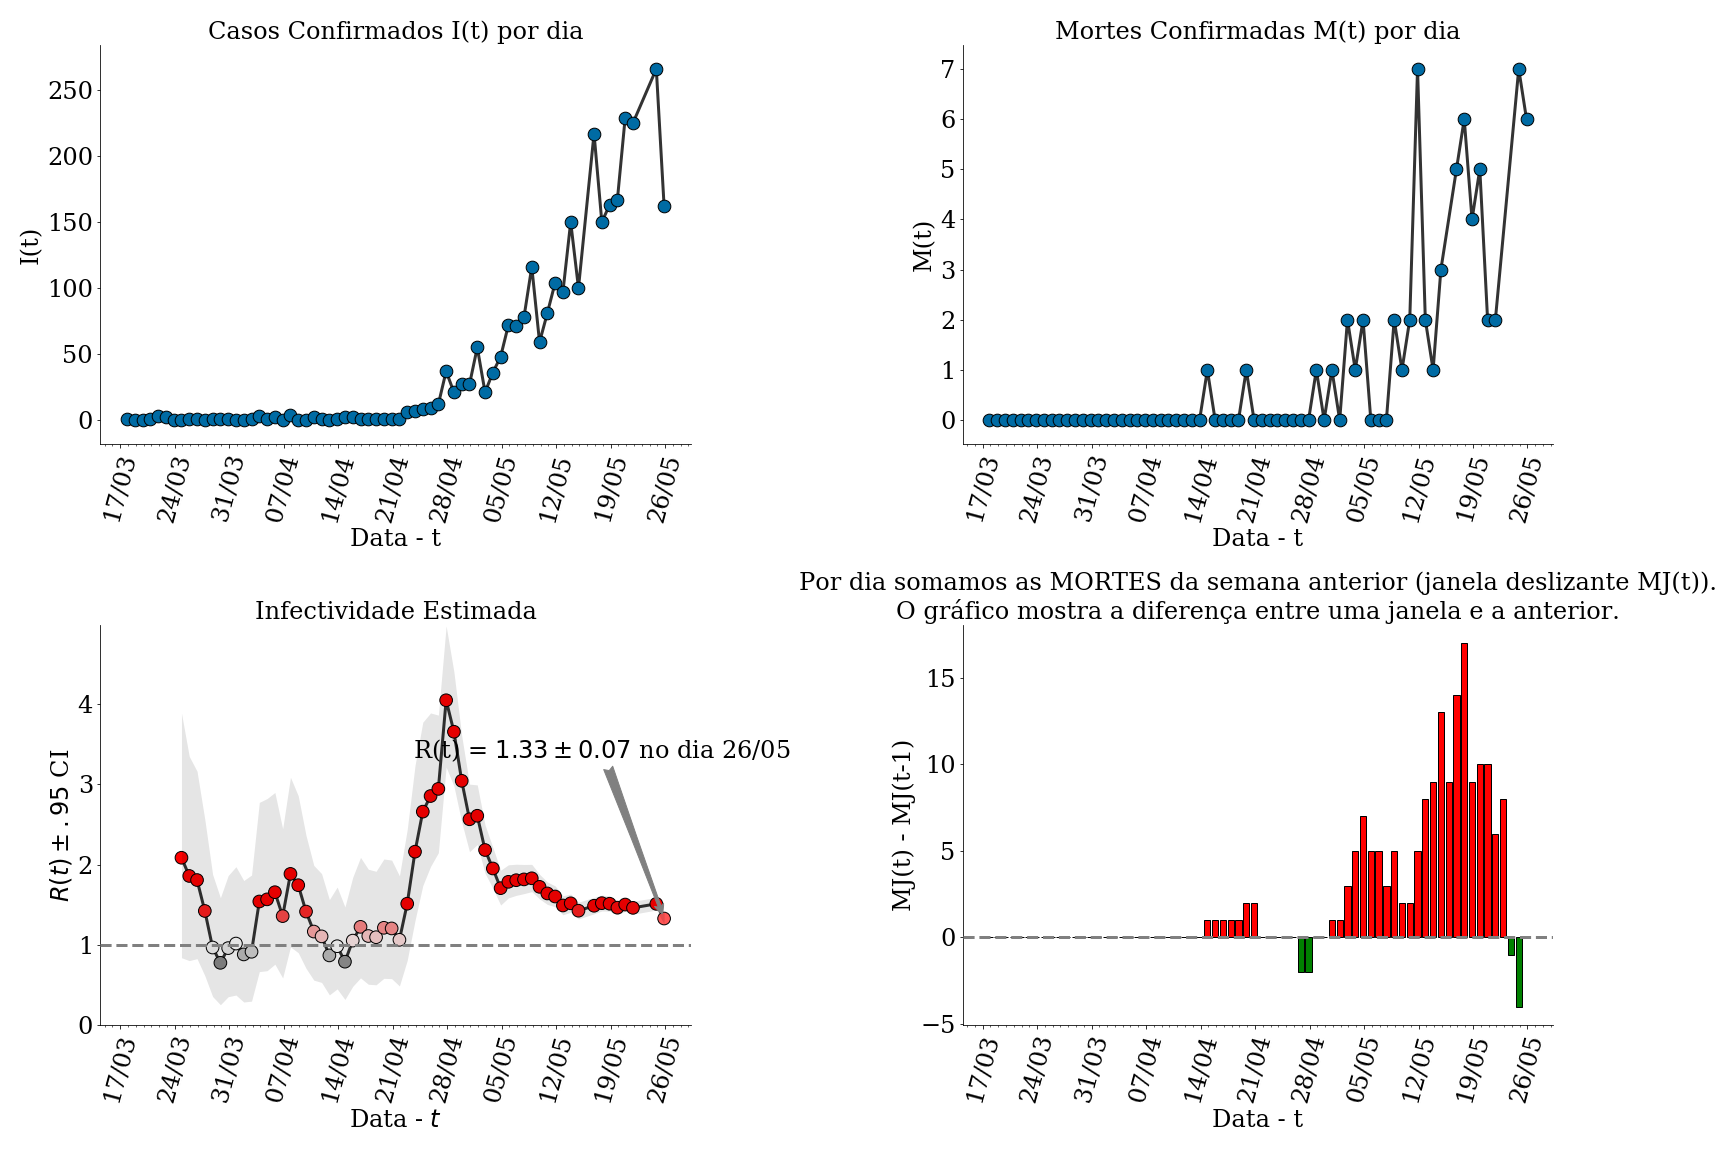 Casos Confirmados I(t) por dia
I(t)
250
200
150
100
50
0
17/03 24/03 31/03 07/04 14/04 21/04 28/04 05/05 12/05 19/05 26/05
Data - t
Mortes Confirmadas M(t) por dia
M(t)
7
6
5
4
3
2
1
0
17/03 24/03 31/03 07/04 14/04 21/04 28/04 05/05 12/05 19/05 26/05
Data - t
Infectividade Estimada
R(t) ± .95 CI
4
3
2
1
0
R(t) = 1.33 ± 0.07 no dia 26/05
17/03 24/03 31/03 07/04 14/04 21/04 28/04 05/05 12/05 19/05 26/05
Data - t
Por dia somamos as MORTES da semana anterior (janela deslizante MJ(t)).
O gráfico mostra a diferença entre uma janela e a anterior.
MJ(t) - MJ(t-1)
15
10
5
0
−5
17/03 24/03 31/03 07/04 14/04 21/04 28/04 05/05 12/05 19/05 26/05
Data - t